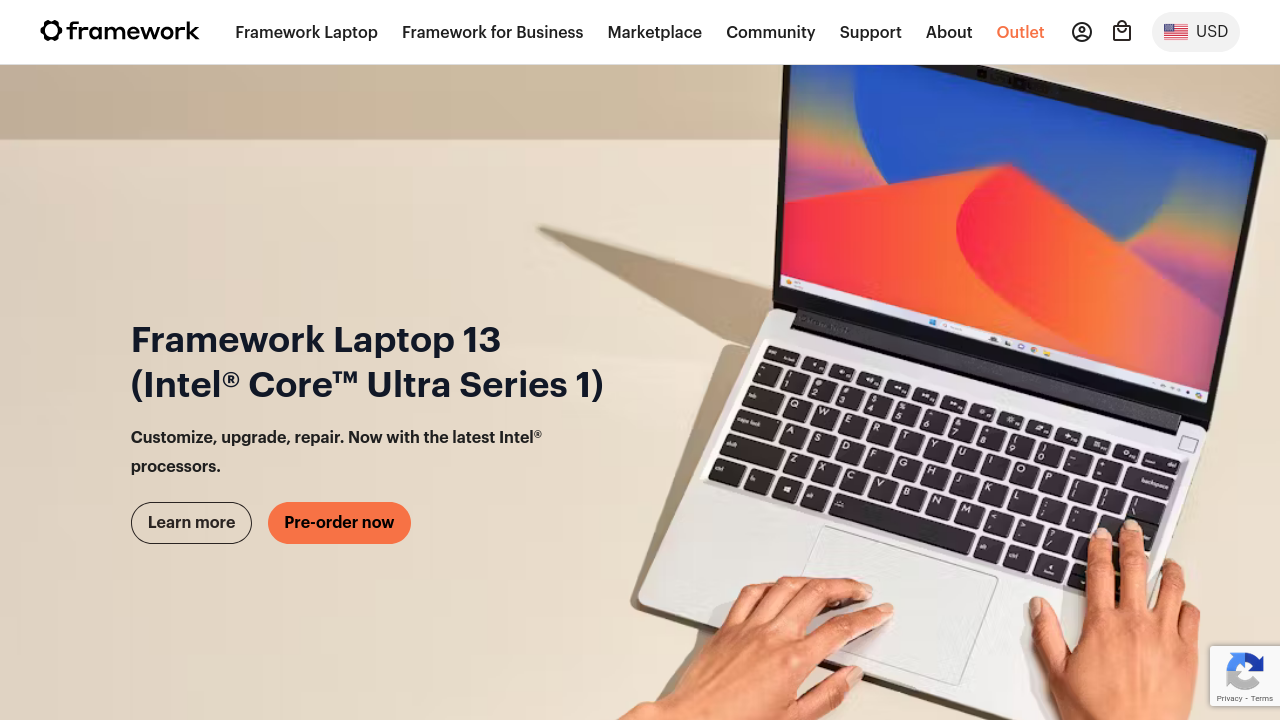 framework
Framework Laptop
Framework for Business
Marketplace
Community
Support
About
Outlet
USD
Framework Laptop 13
(Intel® Core™ Ultra Series 1)
Customize, upgrade, repair. Now with the latest Intel®
processors.
Learn more
Pre-order now
Privacy - Terms